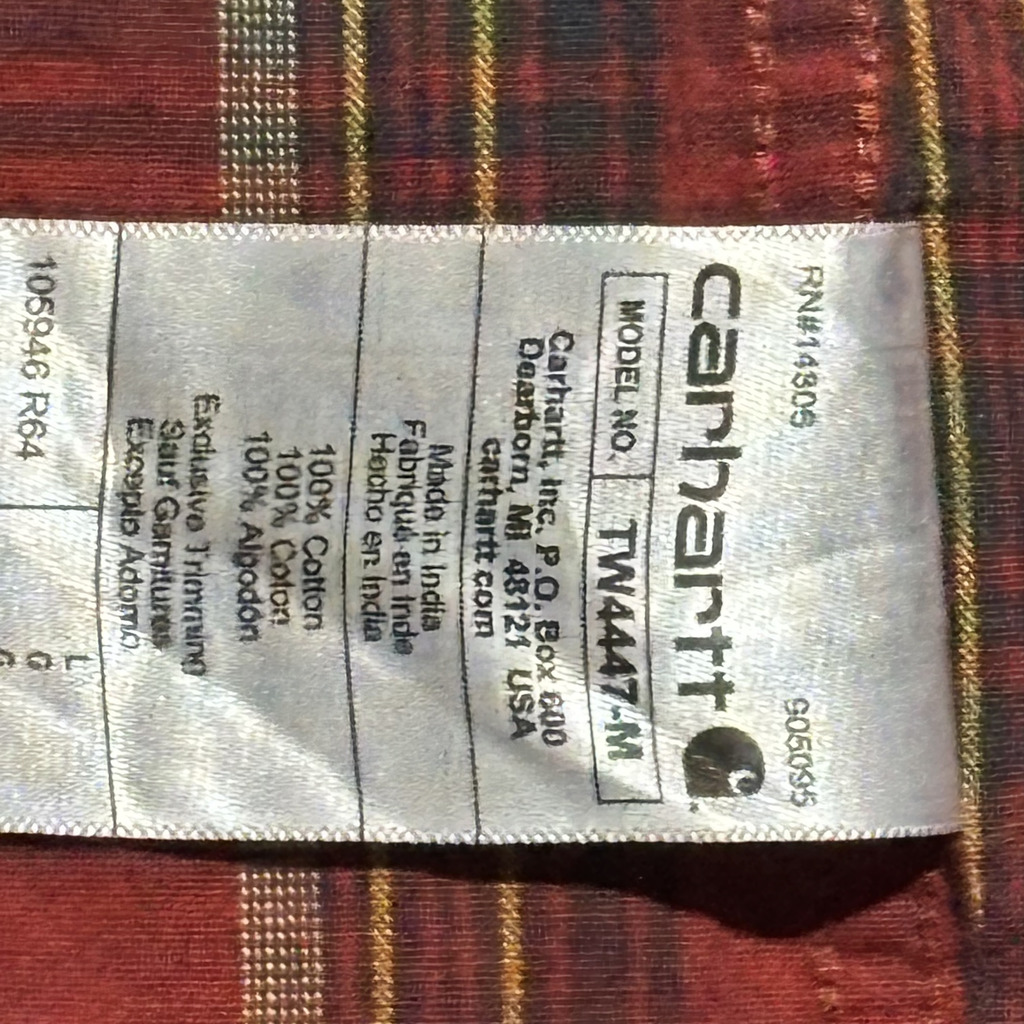 RN#14806 905095
carhartt
MODEL NO. TW4447-M
Carhartt, Inc. P.O. Box 600
Dearborn, MI 48121 USA
carhartt.com
Made in India
Fabriqué en Inde
Hecho en India
100% Cotton
100% Coton
100% Algodón
Exclusive Trimming
Sauf Garnitures
Excepto Adorno
105946 R64
L
G
G